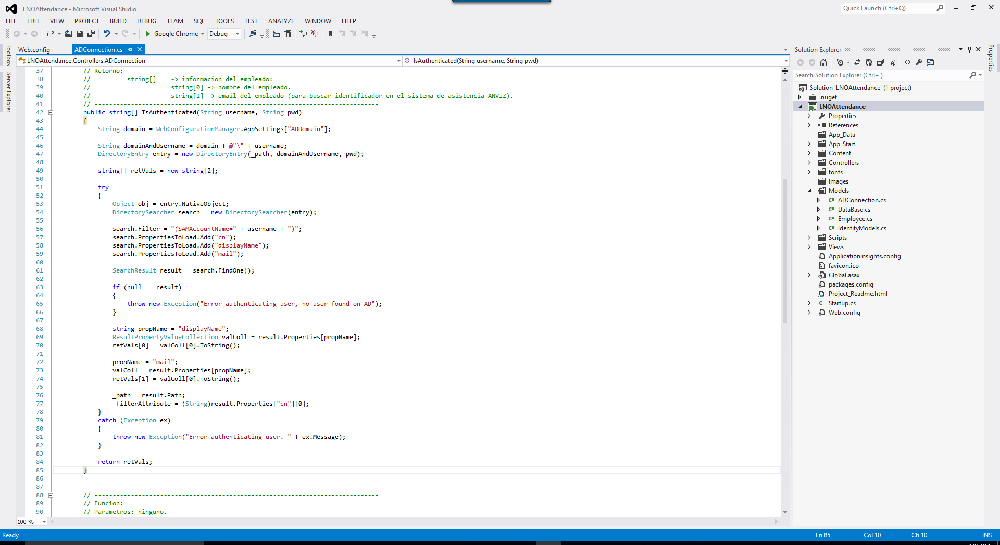 LNOAttendance - Microsoft Visual Studio
Quick Launch (Ctrl+Q)
FILE EDIT VIEW PROJECT BUILD DEBUG TEAM SQL TOOLS TEST ANALYZE WINDOW HELP
Google Chrome Debug
Toolbox
Server Explorer
Web.config ADConnection.cs
LNOAttendance.Controllers.ADConnection IsAuthenticated(String username, String pwd)
37 // Retorno:
38 // string[] -> informacion del empleado:
39 // string[0] -> nombre del empleado.
40 // string[1] -> email del empleado (para buscar identificador en el sistema de asistencia ANVIZ).
41 // ------------------------------------------------------------------------------
42 public string[] IsAuthenticated(String username, String pwd)
43 {
44 String domain = WebConfigurationManager.AppSettings["ADDomain"];
45
46 String domainAndUsername = domain + @"\" + username;
47 DirectoryEntry entry = new DirectoryEntry(_path, domainAndUsername, pwd);
48
49 string[] retVals = new string[2];
50
51 try
52 {
53 Object obj = entry.NativeObject;
54 DirectorySearcher search = new DirectorySearcher(entry);
55
56 search.Filter = "(SAMAccountName=" + username + ")";
57 search.PropertiesToLoad.Add("cn");
58 search.PropertiesToLoad.Add("displayName");
59 search.PropertiesToLoad.Add("mail");
60
61 SearchResult result = search.FindOne();
62
63 if (null == result)
64 {
65 throw new Exception("Error authenticating user, no user found on AD");
66 }
67
68 string propName = "displayName";
69 ResultPropertyValueCollection valColl = result.Properties[propName];
70 retVals[0] = valColl[0].ToString();
71
72 propName = "mail";
73 valColl = result.Properties[propName];
74 retVals[1] = valColl[0].ToString();
75
76 _path = result.Path;
77 _filterAttribute = (String)result.Properties["cn"][0];
78 }
79 catch (Exception ex)
80 {
81 throw new Exception("Error authenticating user. " + ex.Message);
82 }
83
84 return retVals;
85 }
86
87
88 // ------------------------------------------------------------------------------
89 // Funcion:
90 // Parametros: ninguno.
100 %
Solution Explorer
Search Solution Explorer (Ctrl+´)
Solution 'LNOAttendance' (1 project)
.nuget
LNOAttendance
Properties
References
App_Data
App_Start
Content
Controllers
fonts
Images
Models
C# ADConnection.cs
C# DataBase.cs
C# Employee.cs
C# IdentityModels.cs
Scripts
Views
ApplicationInsights.config
favicon.ico
Global.asax
packages.config
Project_Readme.html
C# Startup.cs
Web.config
Properties
Ready Ln 85 Col 10 Ch 10 INS